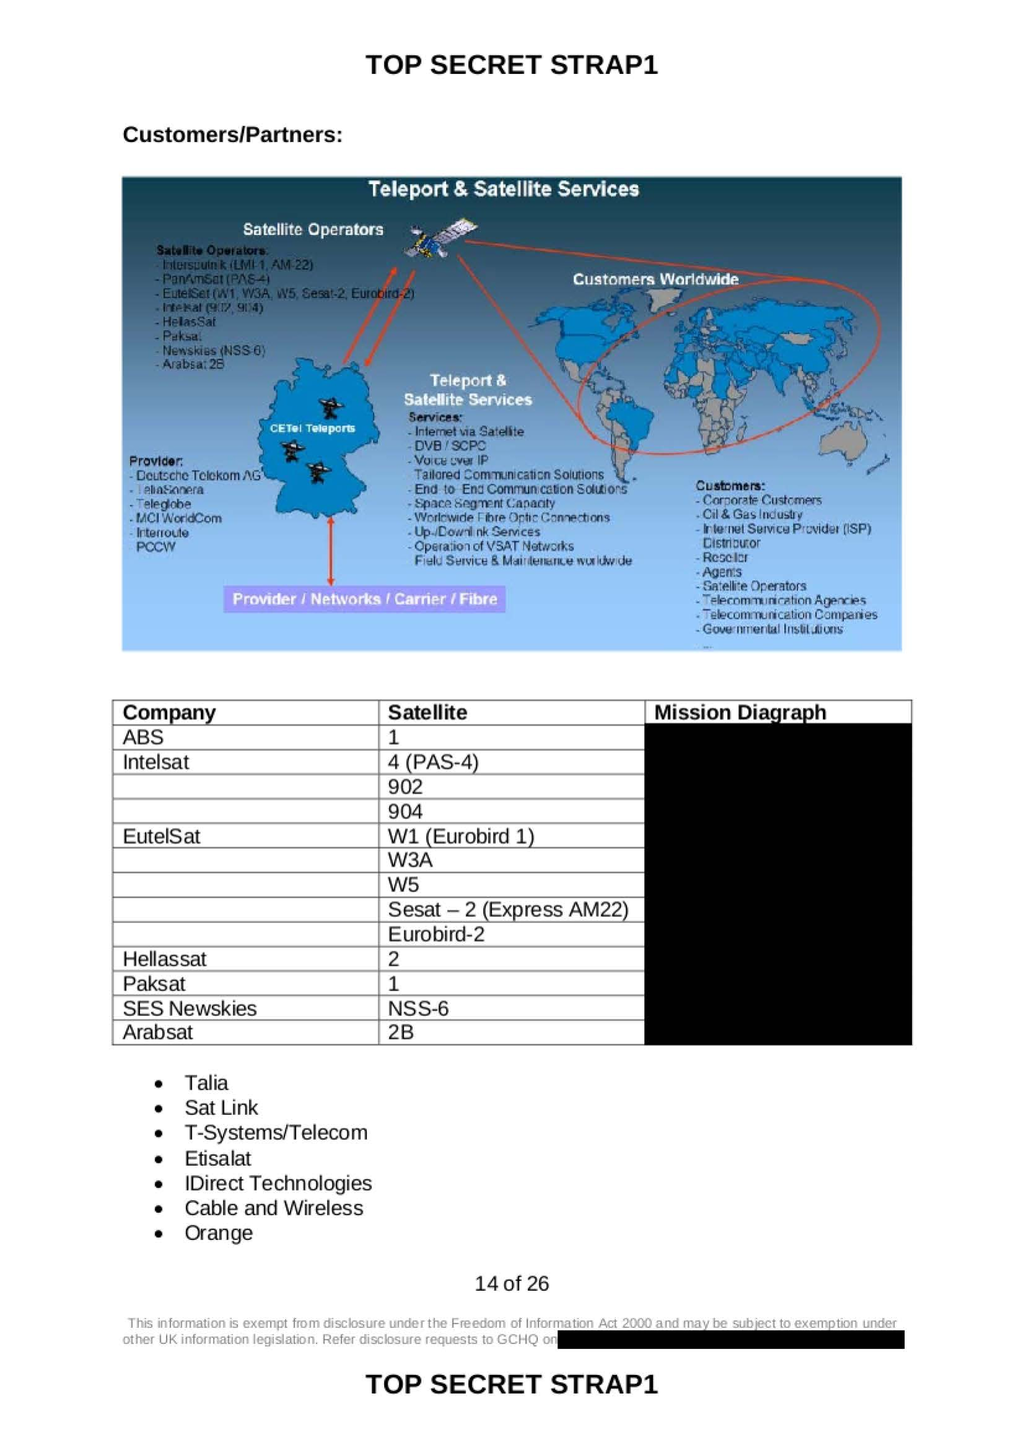 TOP SECRET STRAP1
Customers/Partners:
Teleport & Satellite Services
Satellite Operators
Satellite Operators:
- Intersputnik (LMI-1, AM-22)
- PanAmSat (PAS-4)
- EutelSat (W1, W3A, W5, Sesat-2, Eurobird-2)
- Intelsat (902, 904)
- HellasSat
- Paksat
- Newskies (NSS-6)
- Arabsat 2B
Customers Worldwide
CETel Teleports
Provider:
- Deutsche Telekom AG
- TeliaSonera
- Teleglobe
- MCI WorldCom
- Interroute
PCCW
Teleport &
Satellite Services
Services:
- Internet via Satellite
- DVB / SCPC
- Voice over IP
Tailored Communication Solutions
- End-to-End Communication Solutions
- Space Segment Capacity
- Worldwide Fibre Optic Connections
- Up-/Downlink Services
- Operation of VSAT Networks
Field Service & Maintenance worldwide
Customers:
- Corporate Customers
- Oil & Gas Industry
- Internet Service Provider (ISP)
Distributor
- Reseller
- Agents
- Satellite Operators
- Telecommunication Agencies
- Telecommunication Companies
- Governmental Institutions
...
Provider / Networks / Carrier / Fibre
Company Satellite Mission Diagraph
ABS 1
Intelsat 4 (PAS-4)
902
904
EutelSat W1 (Eurobird 1)
W3A
W5
Sesat – 2 (Express AM22)
Eurobird-2
Hellassat 2
Paksat 1
SES Newskies NSS-6
Arabsat 2B
• Talia
• Sat Link
• T-Systems/Telecom
• Etisalat
• IDirect Technologies
• Cable and Wireless
• Orange
14 of 26
This information is exempt from disclosure under the Freedom of Information Act 2000 and may be subject to exemption under
other UK information legislation. Refer disclosure requests to GCHQ on
TOP SECRET STRAP1